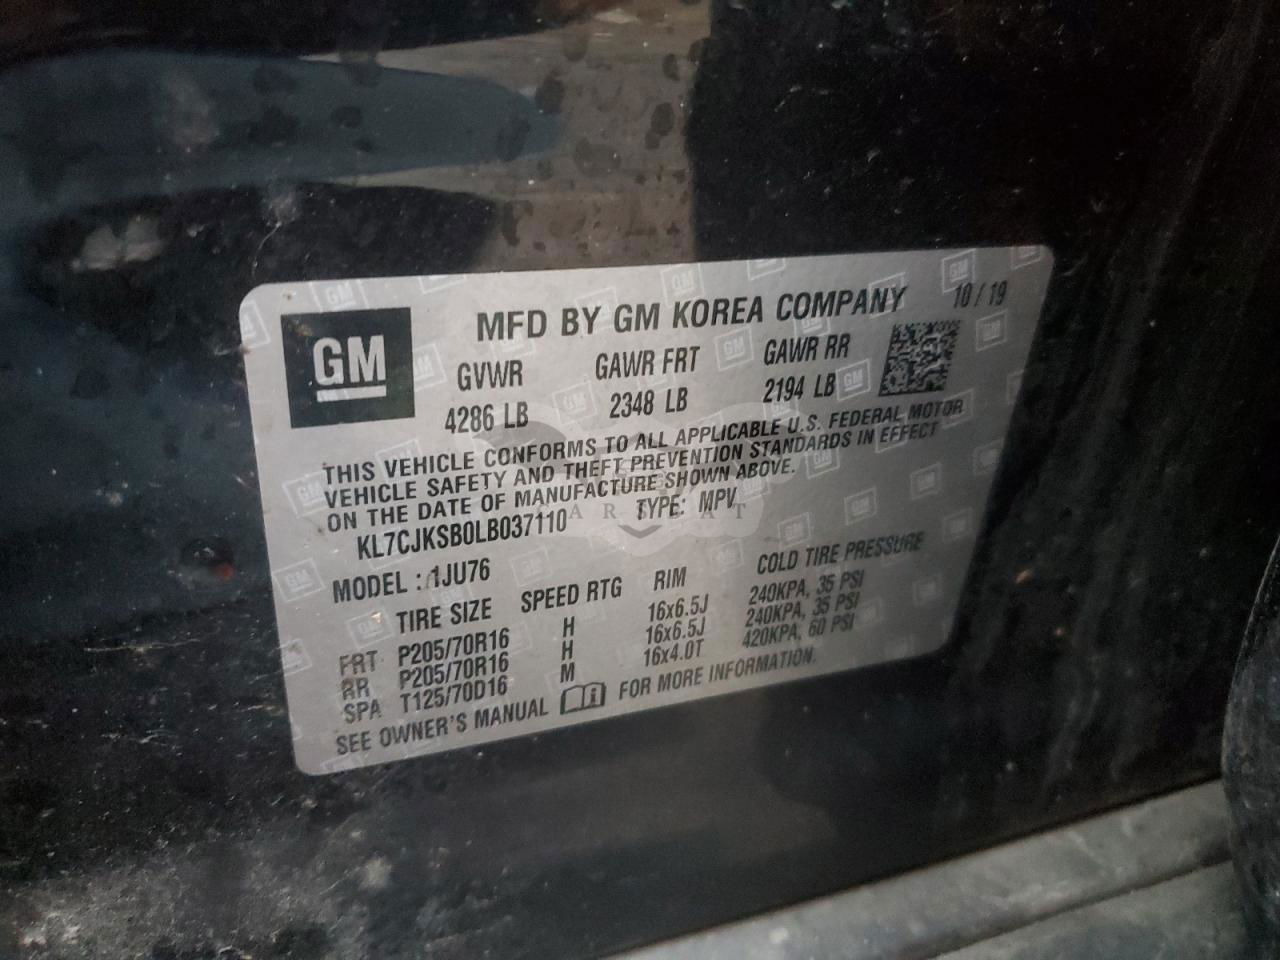 GM
MFD BY GM KOREA COMPANY 10 / 19
GVWR GAWR FRT GAWR RR
4286 LB 2348 LB 2194 LB
THIS VEHICLE CONFORMS TO ALL APPLICABLE U.S. FEDERAL MOTOR
VEHICLE SAFETY AND THEFT PREVENTION STANDARDS IN EFFECT
ON THE DATE OF MANUFACTURE SHOWN ABOVE.
KL7CJKSB0LB037110 TYPE: MPV
MODEL : 1JU76
TIRE SIZE SPEED RTG RIM COLD TIRE PRESSURE
FRT P205/70R16 H 16x6.5J 240KPA, 35 PSI
RR P205/70R16 H 16x6.5J 240KPA, 35 PSI
SPA T125/70D16 M 16x4.0T 420KPA, 60 PSI
SEE OWNER'S MANUAL FOR MORE INFORMATION.